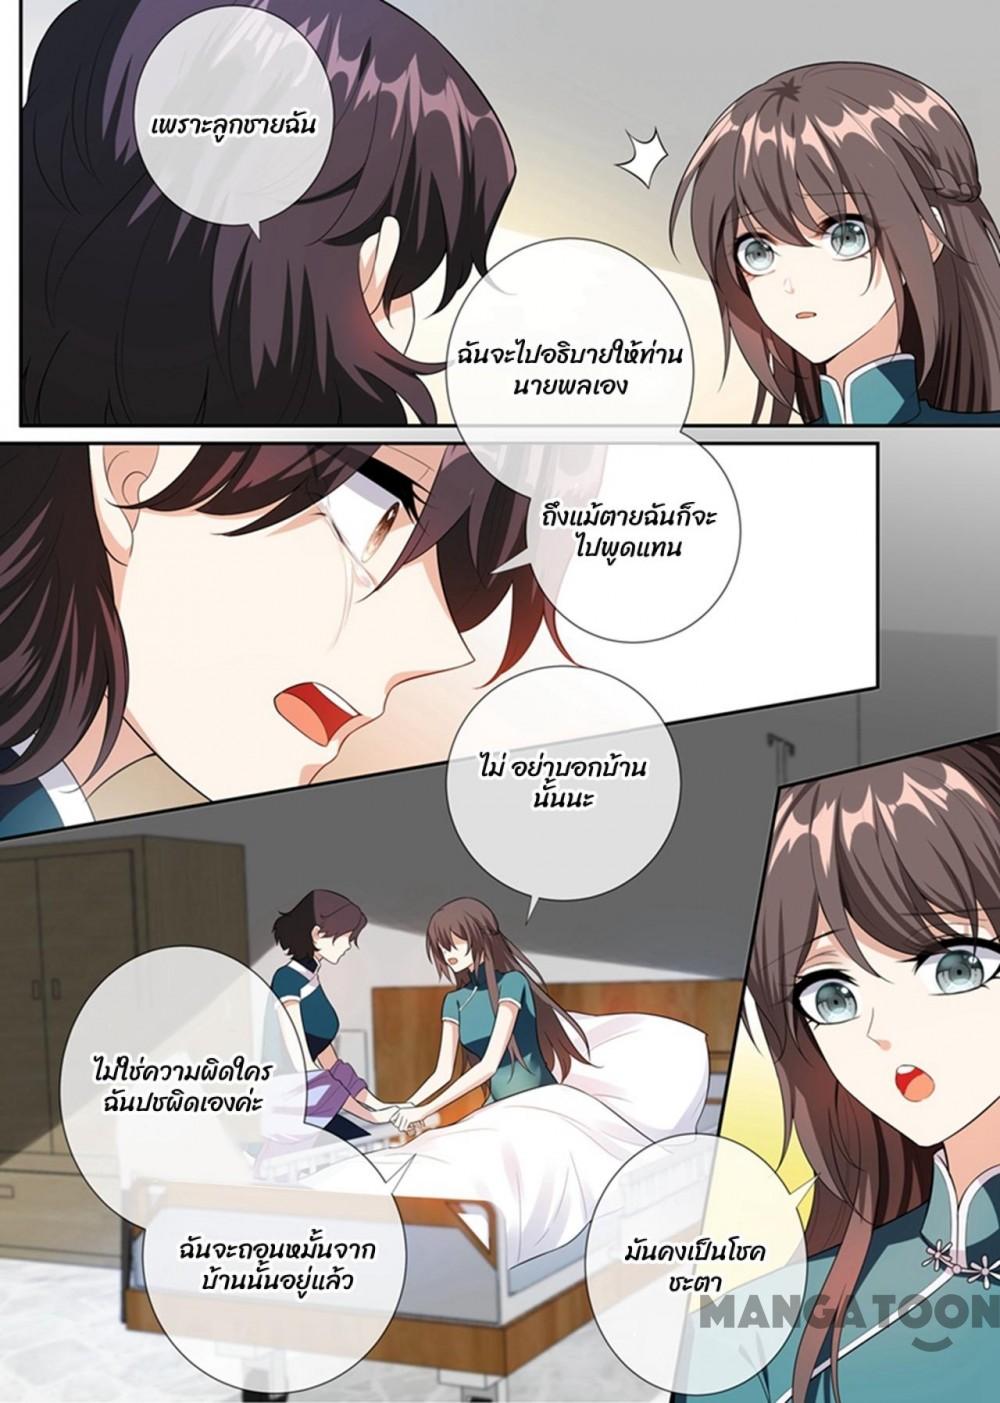 เพราะลูกชายฉัน
ฉันจะไปอธิบายให้ท่าน
นายพลเอง
ถึงแม้ตายฉันก็จะ
ไปพูดแทน
ไม่ อย่าบอกบ้าน
นั้นนะ
ไม่ใช่ความผิดใคร
ฉันปชผิดเองค่ะ
ฉันจะถอนหมั้นจาก
บ้านนั้นอยู่แล้ว
มันคงเป็นโชค
ชะตา
MANGATOON